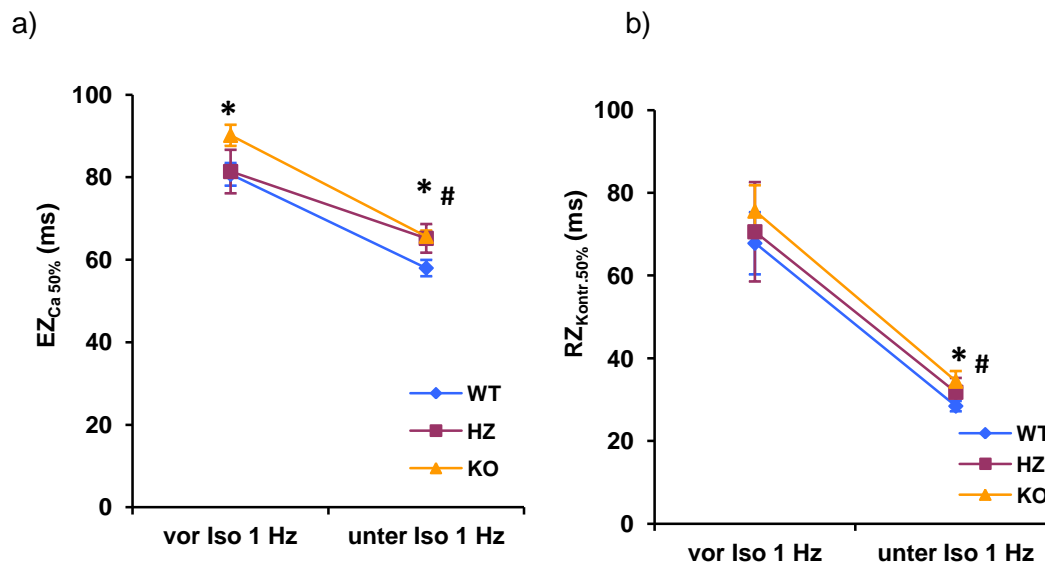 a)
100
80
60
40
20
0
EZCa 50% (ms)
*
*
#
WT
HZ
KO
vor Iso 1 Hz
unter Iso 1 Hz
b)
100
80
60
40
20
0
RZKontr.50% (ms)
*
#
WT
HZ
KO
vor Iso 1 Hz
unter Iso 1 Hz